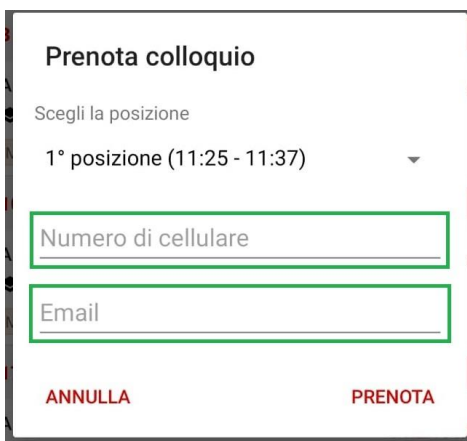 Prenota colloquio
Scegli la posizione
1° posizione (11:25 - 11:37)
Numero di cellulare
Email
ANNULLA PRENOTA